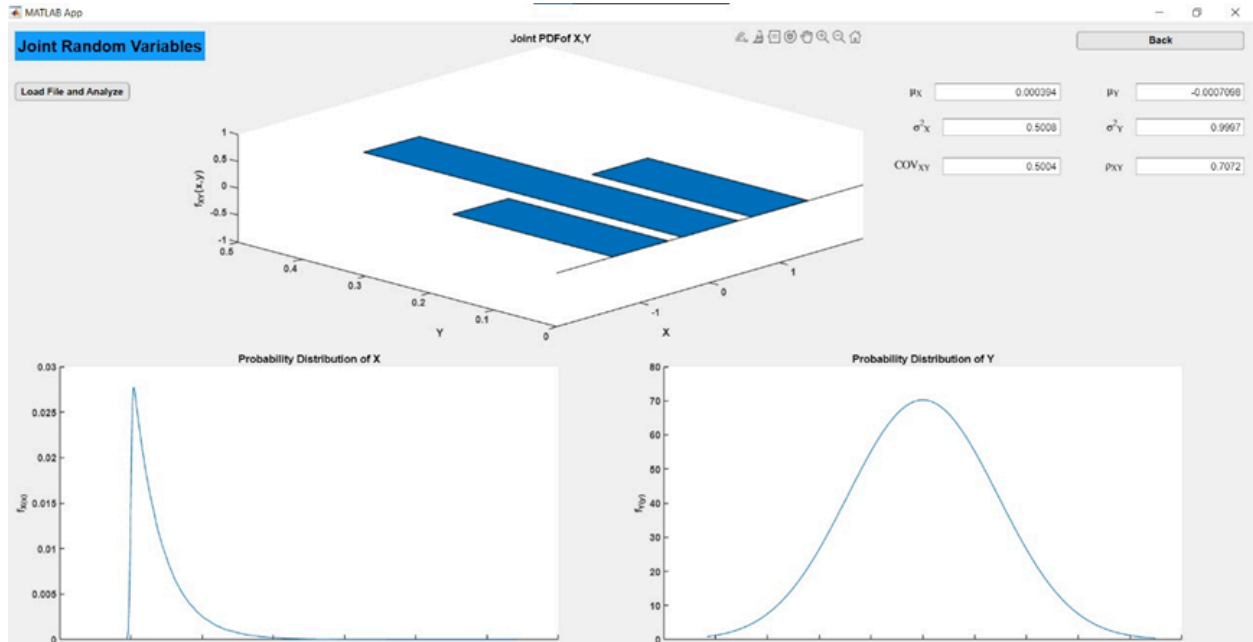 MATLAB App
Joint Random Variables
Load File and Analyze
Joint PDFof X,Y
Back
μX 0.000394 μY -0.0007098
σ²X 0.5008 σ²Y 0.9997
COVXY 0.5004 ρXY 0.7072
fXY(x,y)
1
0.5
0
-0.5
-1
0.5
0.4
0.3
0.2
0.1
0
Y
-1
0
1
X
Probability Distribution of X
0.03
0.025
0.02
0.015
0.01
0.005
0
fX(x)
Probability Distribution of Y
80
70
60
50
40
30
20
10
0
fY(y)